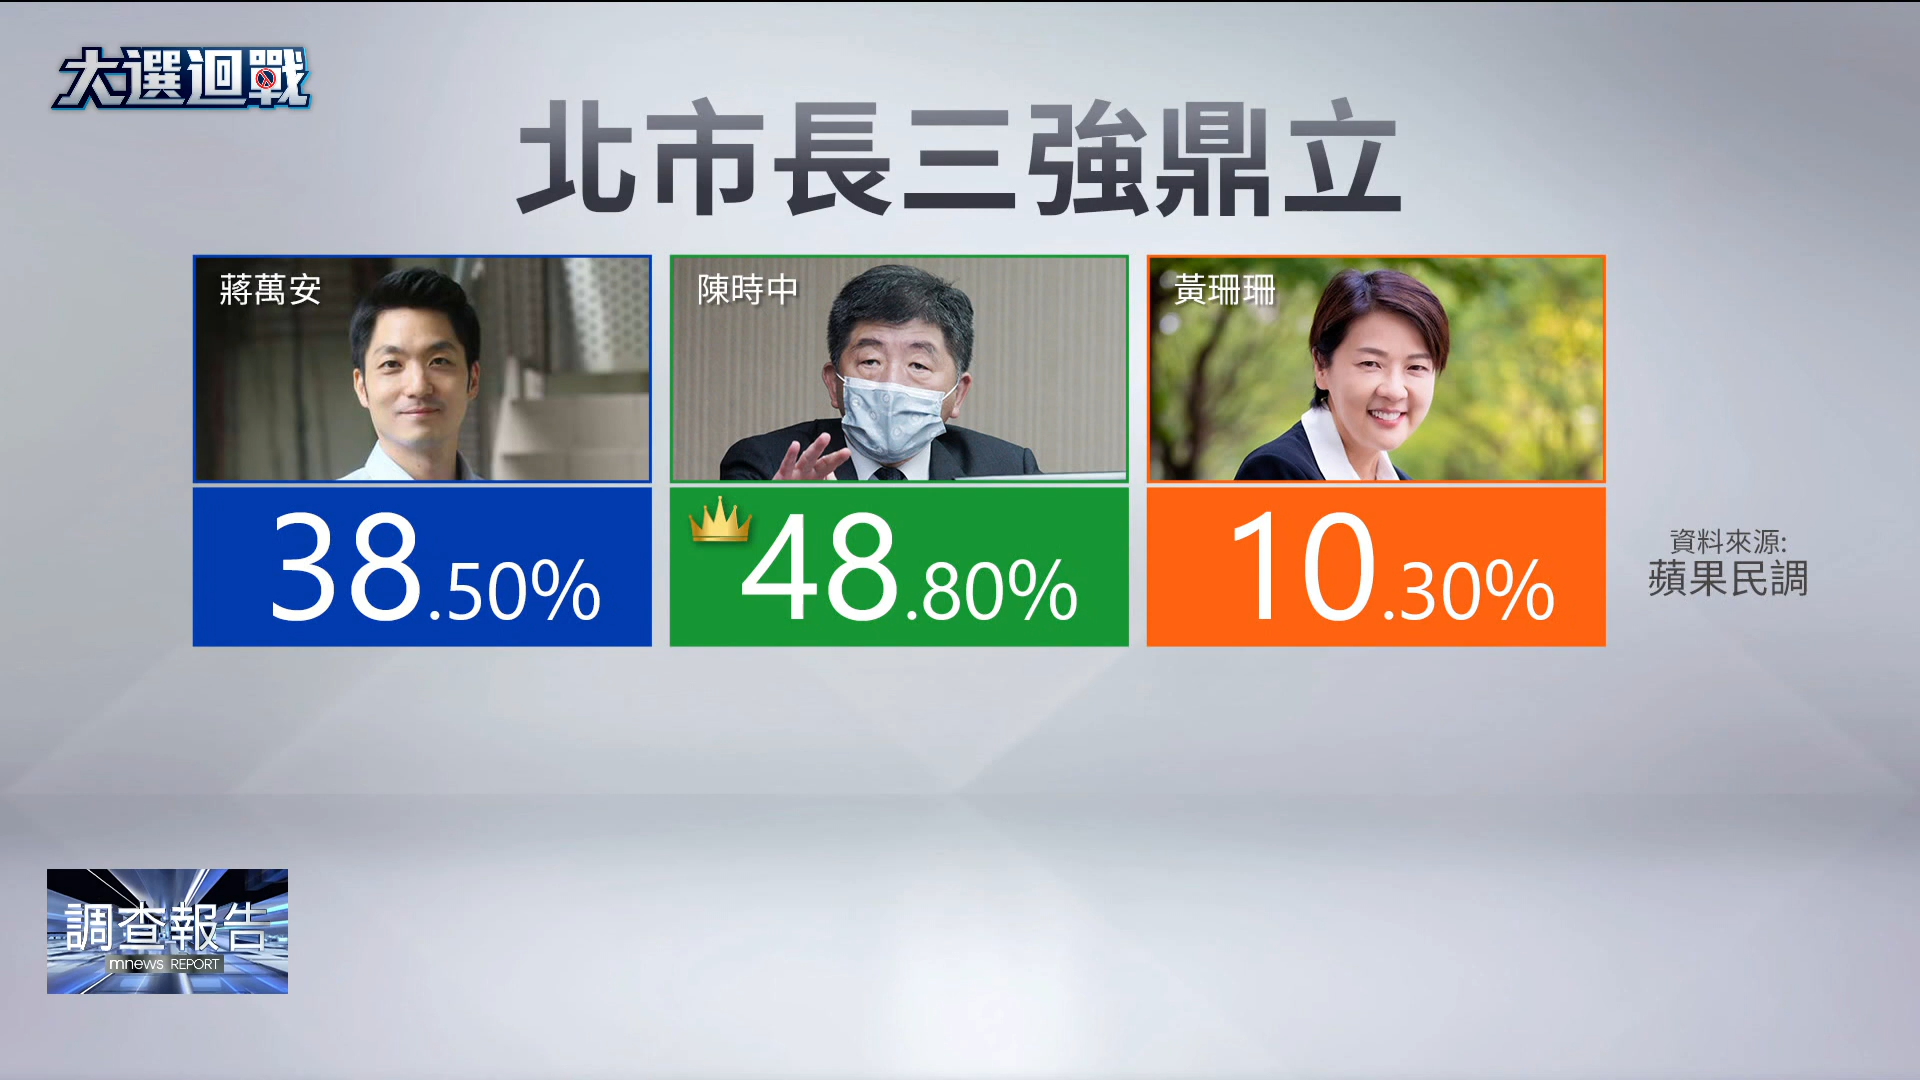 大選迴戰
北市長三強鼎立
蔣萬安
陳時中
黃珊珊
38.50%
48.80%
10.30%
資料來源:
蘋果民調
調查報告
mnews REPORT